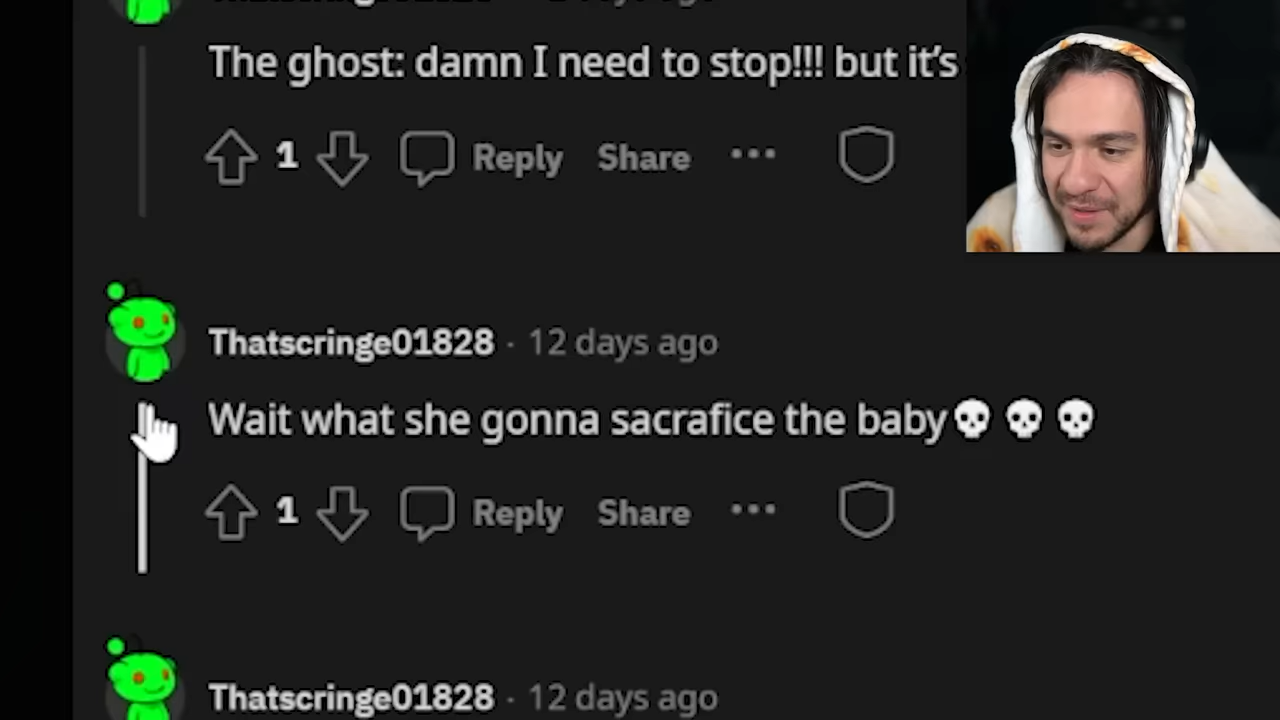 The ghost: damn I need to stop!!! but it's
1 Reply Share
Thatscringe01828 · 12 days ago
Wait what she gonna sacrafice the baby💀💀💀
1 Reply Share
Thatscringe01828 · 12 days ago